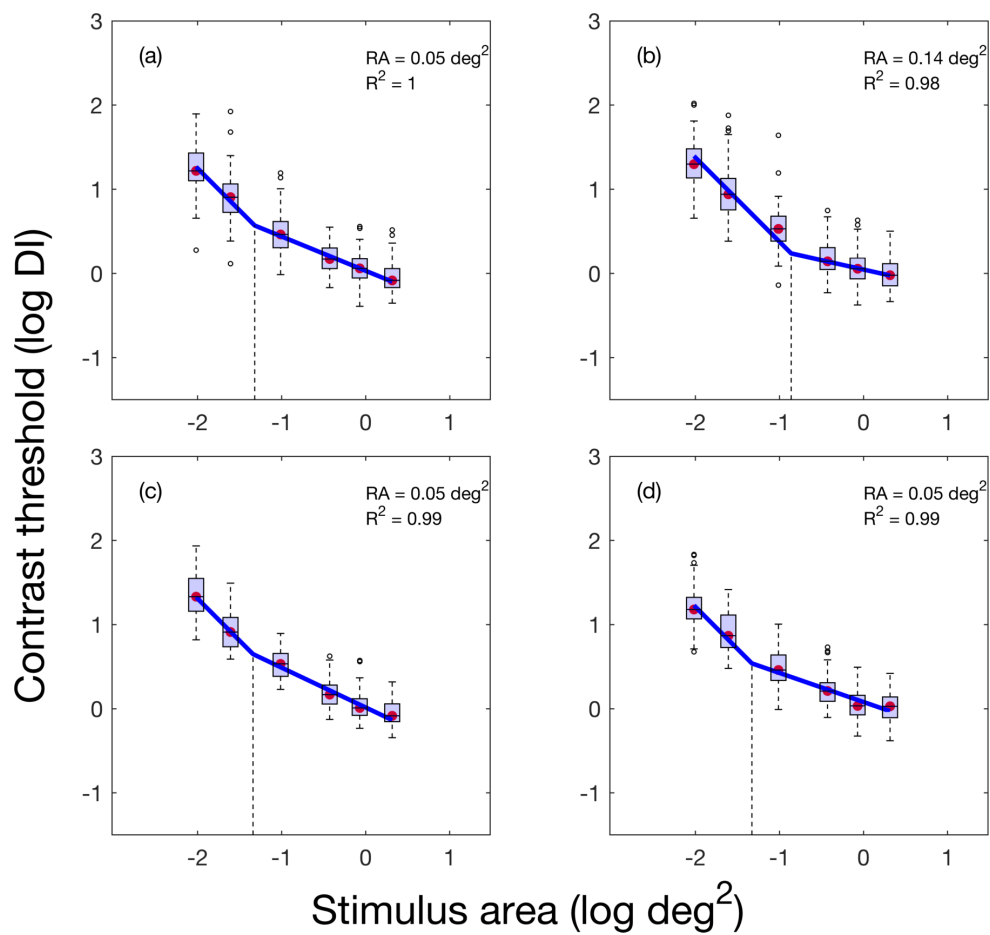 Contrast threshold (log DI)
3
2
1
0
-1
-2
-1
0
1
(a)
RA = 0.05 deg²
R² = 1
3
2
1
0
-1
-2
-1
0
1
(b)
RA = 0.14 deg²
R² = 0.98
3
2
1
0
-1
-2
-1
0
1
(c)
RA = 0.05 deg²
R² = 0.99
3
2
1
0
-1
-2
-1
0
1
(d)
RA = 0.05 deg²
R² = 0.99
Stimulus area (log deg²)